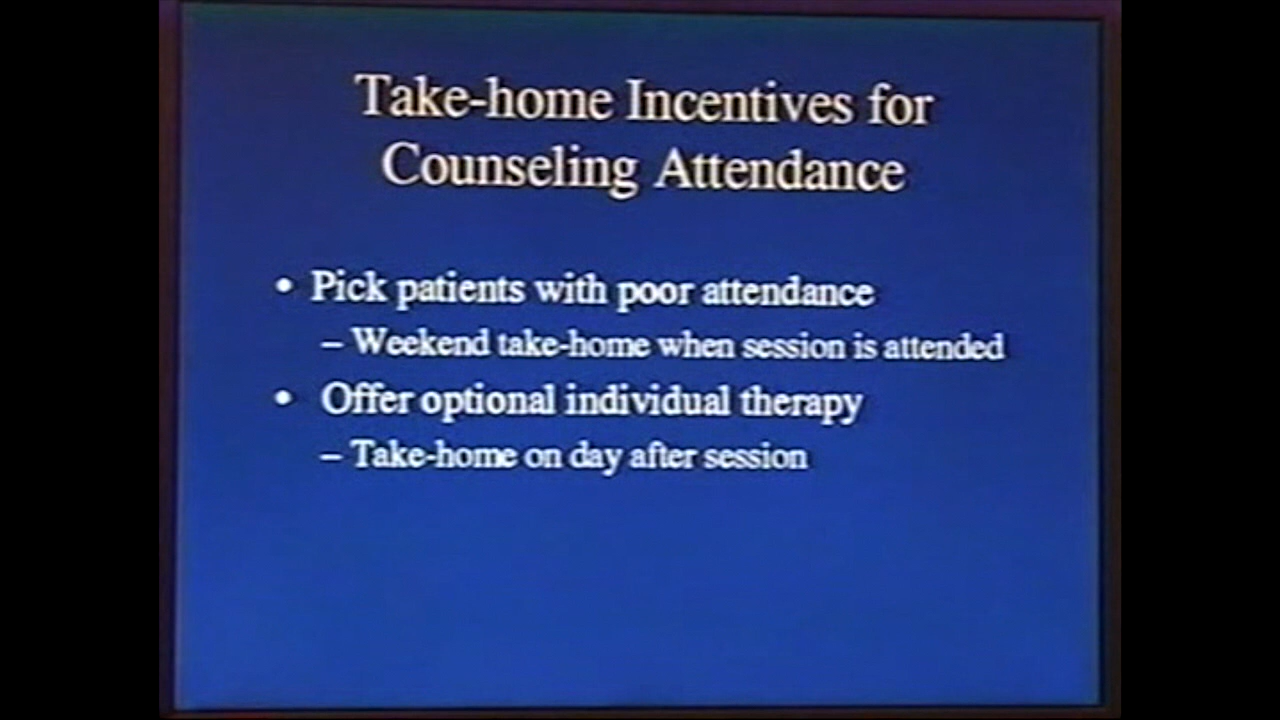 Take-home Incentives for
Counseling Attendance
• Pick patients with poor attendance
– Weekend take-home when session is attended
• Offer optional individual therapy
– Take-home on day after session